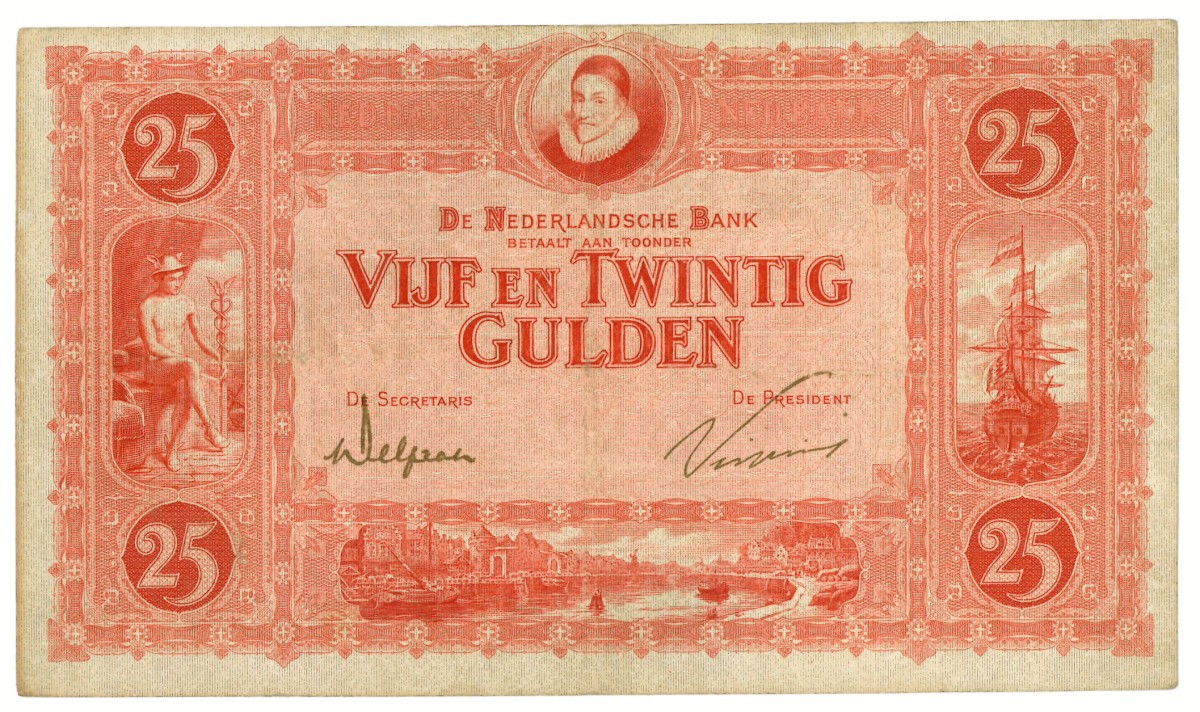 25
25
De Nederlandsche Bank
betaalt aan toonder
Vijf en Twintig
Gulden
De Secretaris
De President
25
25